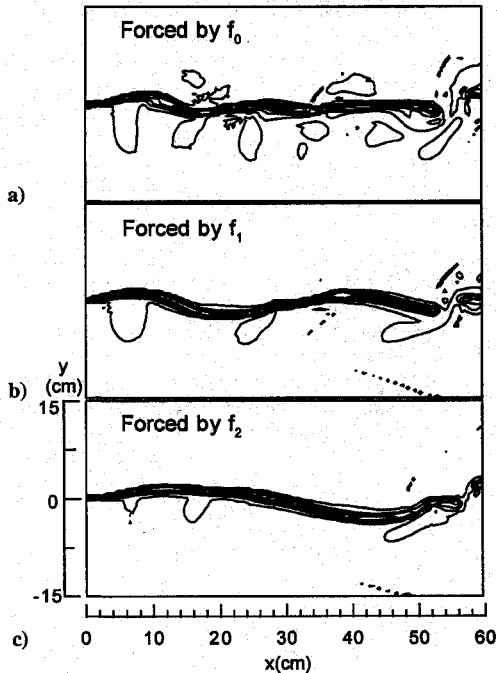 Forced by f₀
a)
Forced by f₁
b)
y
(cm)
15
Forced by f₂
0
-15
c)
0 10 20 30 40 50 60
x(cm)